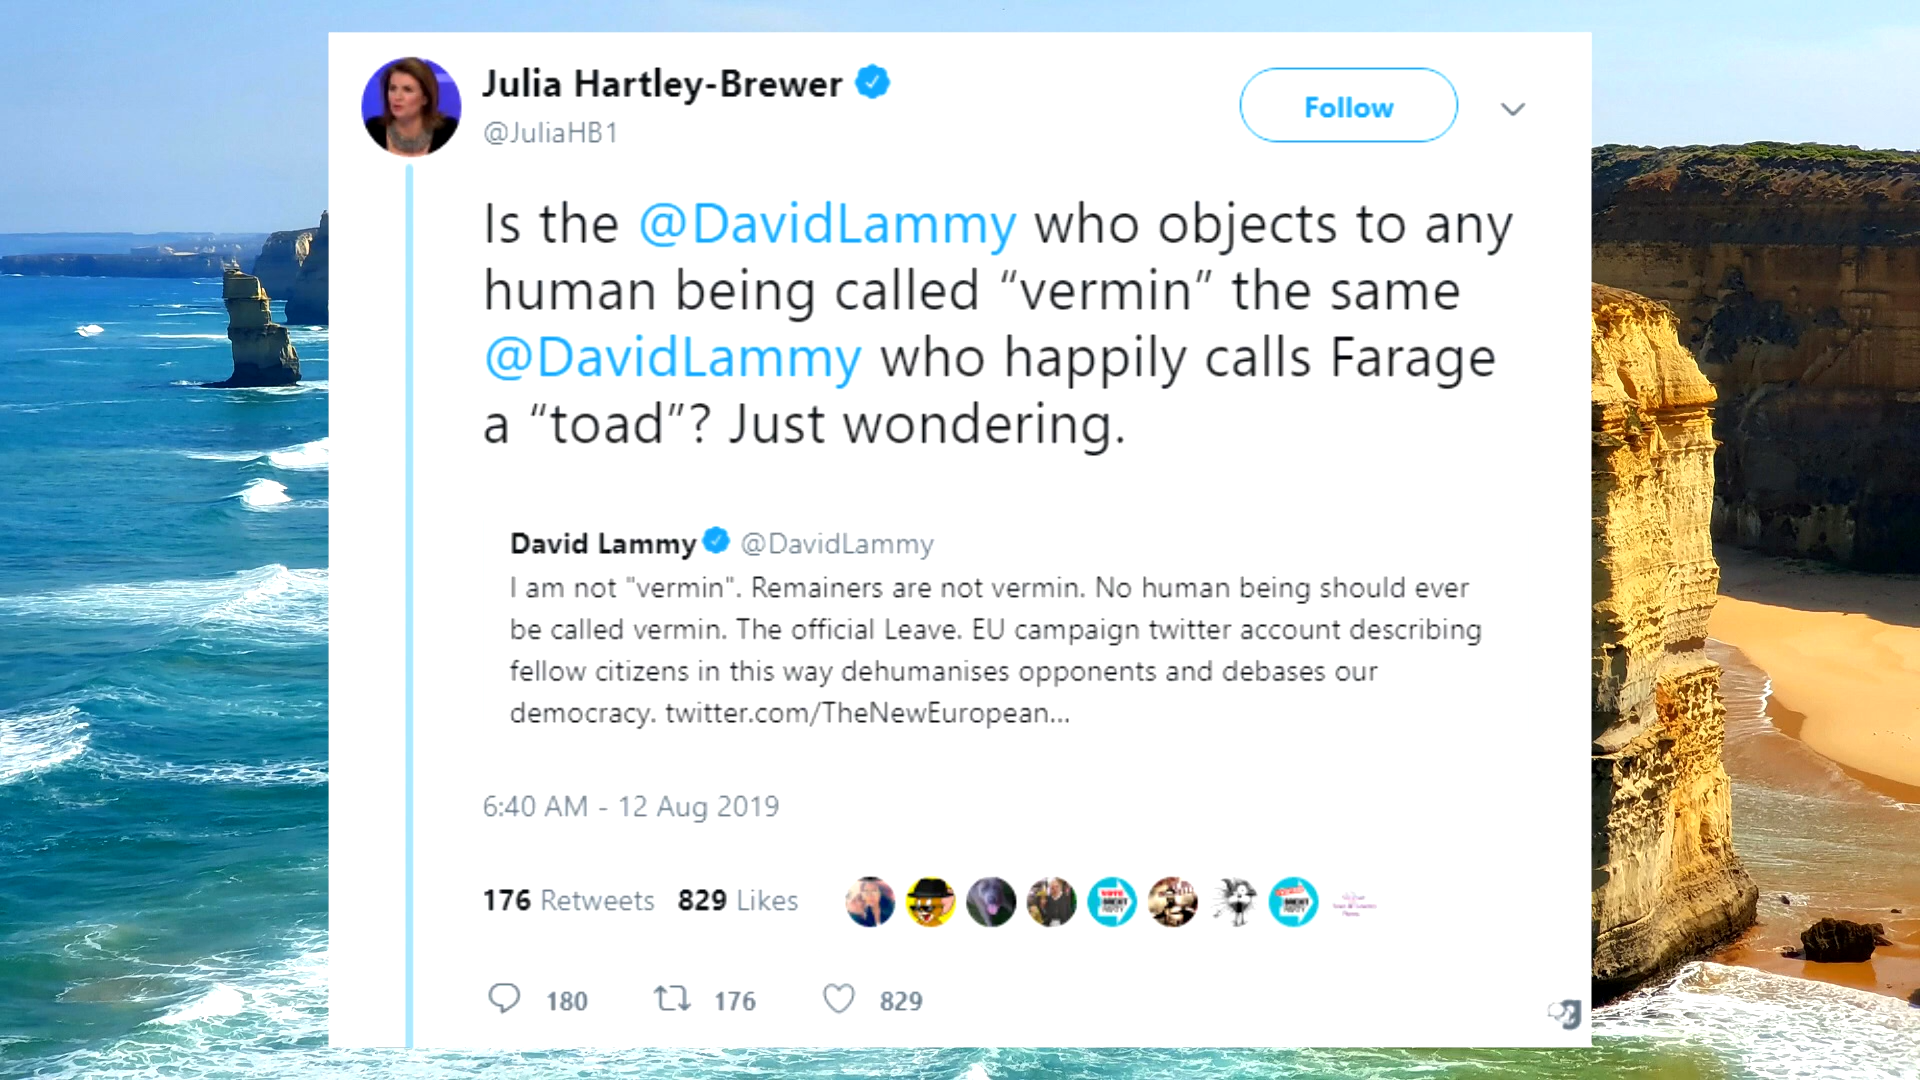 Julia Hartley-Brewer
@JuliaHB1
Follow
Is the @DavidLammy who objects to any
human being called “vermin” the same
@DavidLammy who happily calls Farage
a “toad”? Just wondering.
David Lammy @DavidLammy
I am not "vermin". Remainers are not vermin. No human being should ever
be called vermin. The official Leave. EU campaign twitter account describing
fellow citizens in this way dehumanises opponents and debases our
democracy. twitter.com/TheNewEuropean...
6:40 AM - 12 Aug 2019
176 Retweets 829 Likes
180 176 829